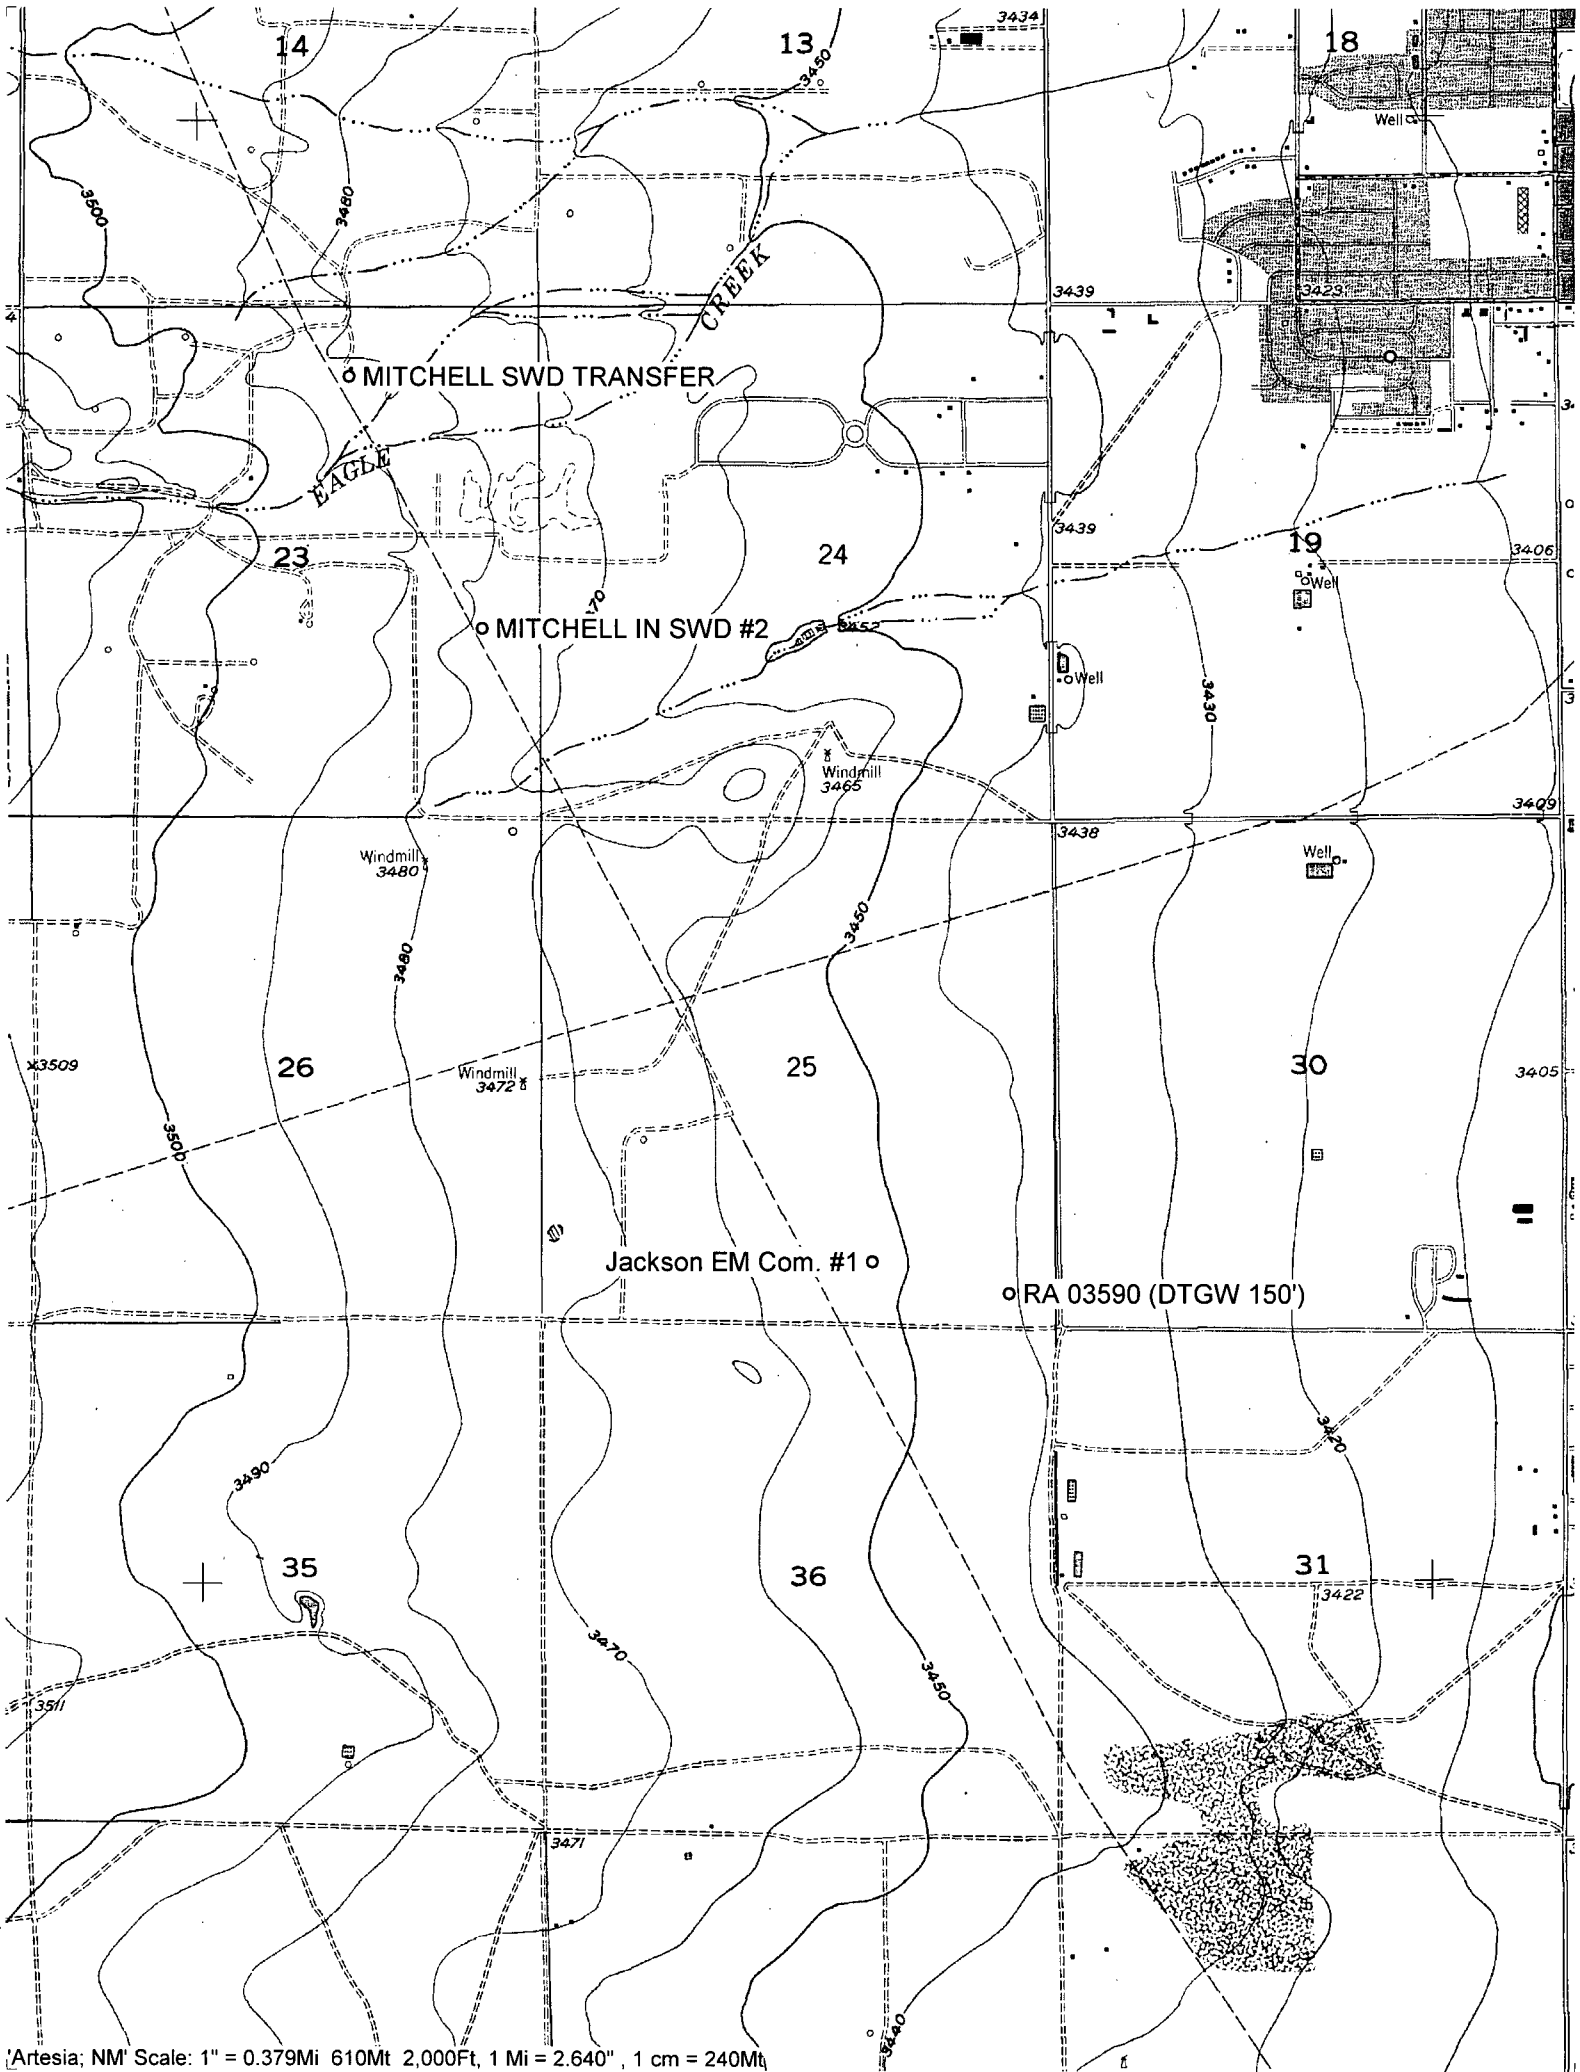 3434
14
13
18
3450
Well
3500
3480
CREEK
3439
3423
MITCHELL SWD TRANSFER
EAGLE
3439
23
24
19
3406
Well
MITCHELL IN SWD #2
3452
Well
3430
Windmill
3465
3409
3438
Windmill
3480
Well
3450
3480
3509
26
Windmill
3472
25
30
3405
3500
Jackson EM Com. #1
RA 03590 (DTGW 150')
3420
3490
35
36
31
3422
3470
3450
3511
3471
3440
'Artesia; NM' Scale: 1" = 0.379Mi 610Mt 2,000Ft, 1 Mi = 2.640" , 1 cm = 240Mt